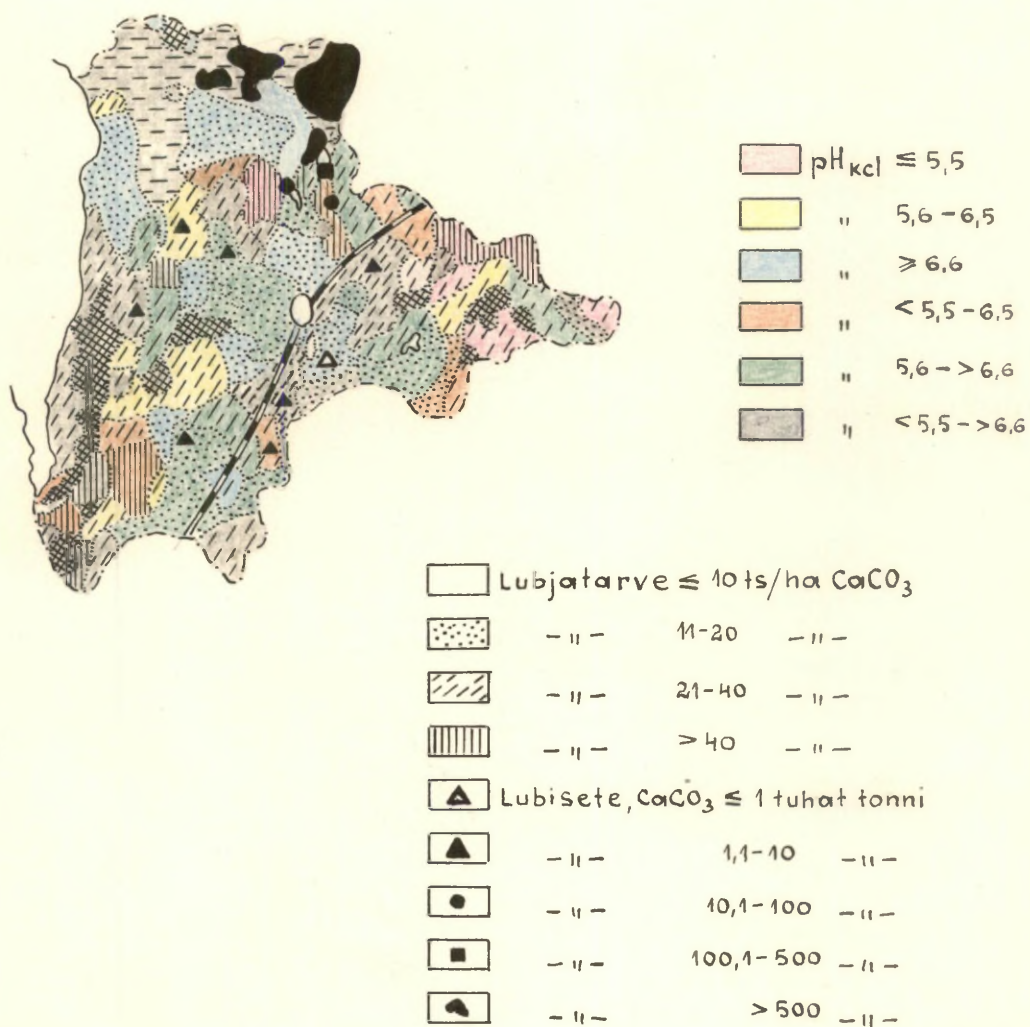 pH KCl ≤ 5,5
" 5,6 – 6,5
" ≥ 6,6
" < 5,5 – 6,5
" 5,6 – > 6,6
" < 5,5 – > 6,6
Lubjatarve ≤ 10 ts/ha CaCO₃
– " – 11-20 – " –
– " – 21-40 – " –
– " – > 40 – " –
Lubisete, CaCO₃ ≤ 1 tuhat tonni
– " – 1,1-10 – " –
– " – 10,1-100 – " –
– " – 100,1-500 – " –
– " – > 500 – " –